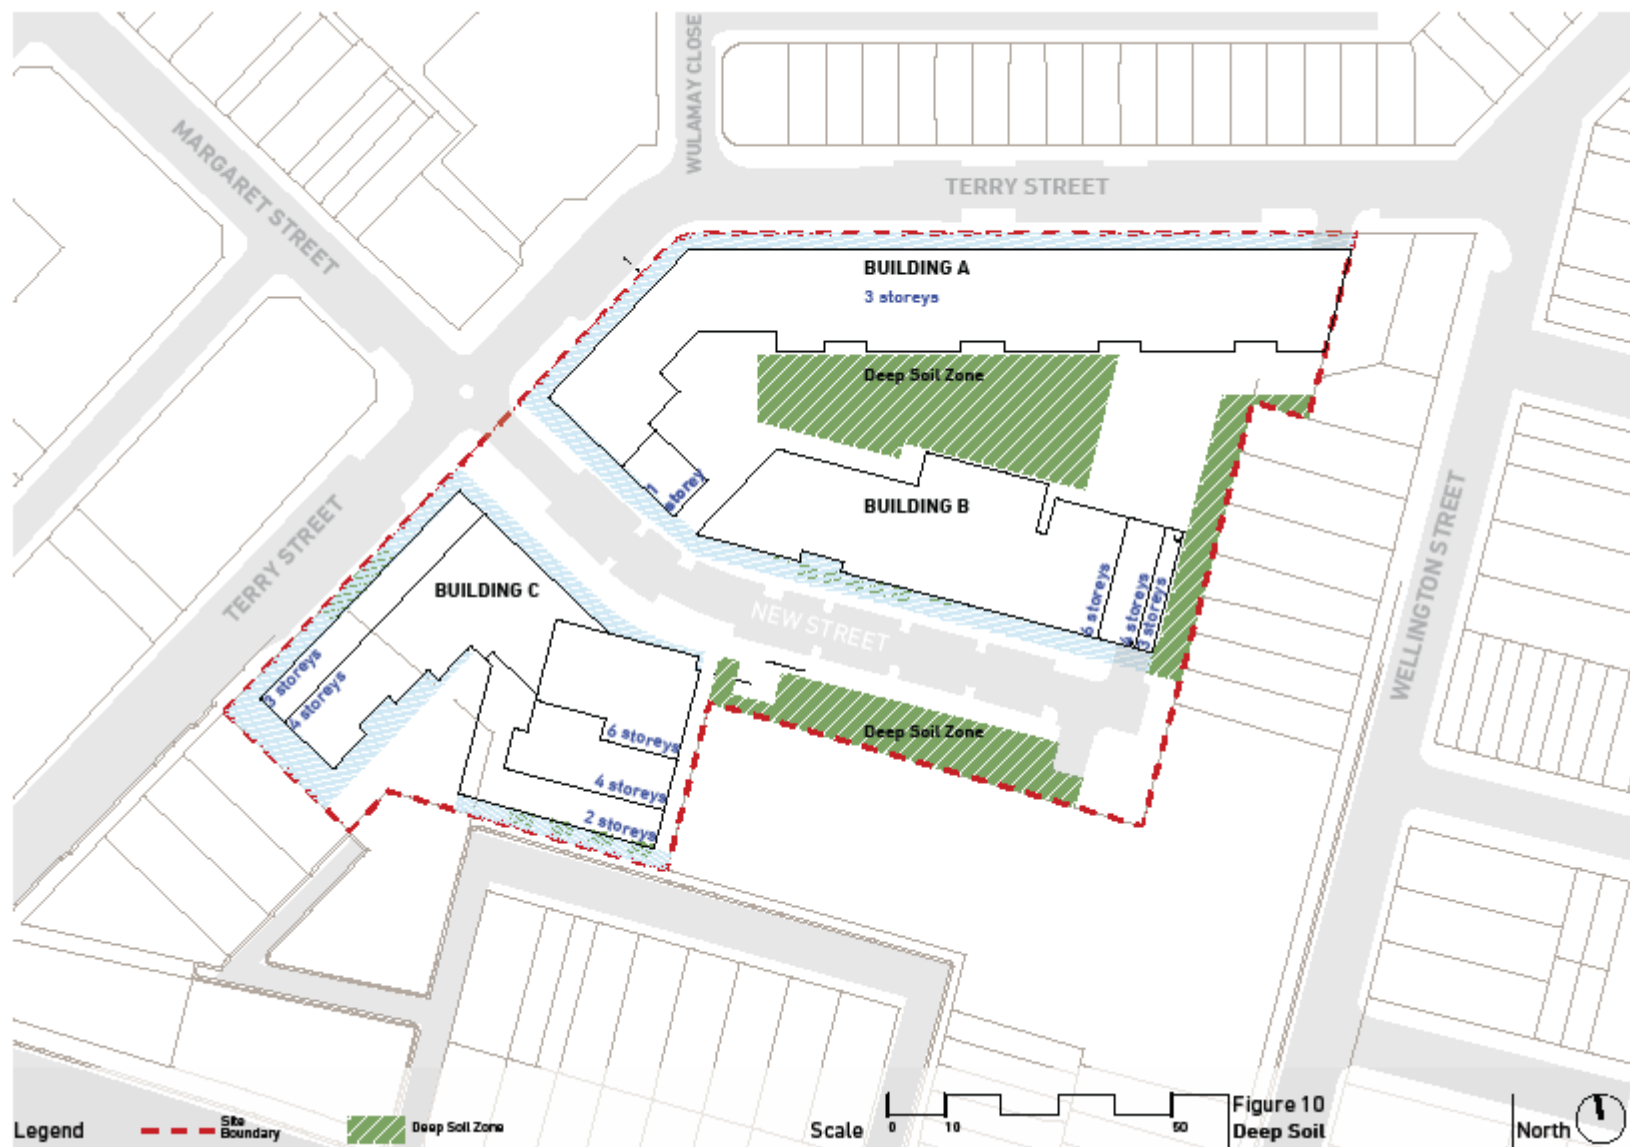 WULAMAY CLOSE
MARGARET STREET
TERRY STREET
BUILDING A
3 storeys
Deep Soil Zone
1 storey
BUILDING B
6 storeys
4 storeys
3 storeys
TERRY STREET
BUILDING C
NEW STREET
WELLINGTON STREET
3 storeys
4 storeys
6 storeys
4 storeys
2 storeys
Deep Soil Zone
Legend
Site
Boundary
Deep Soil Zone
Scale
0 10 50
Figure 10
Deep Soil
North